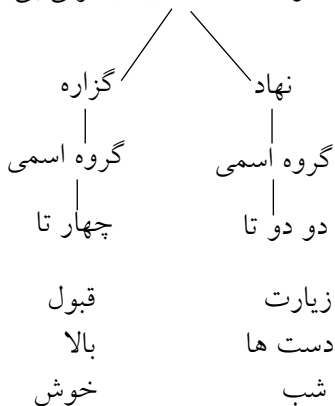 نهاد گزاره
گروه اسمی گروه اسمی
دو دو تا چهار تا
زیارت قبول
دست ها بالا
شب خوش